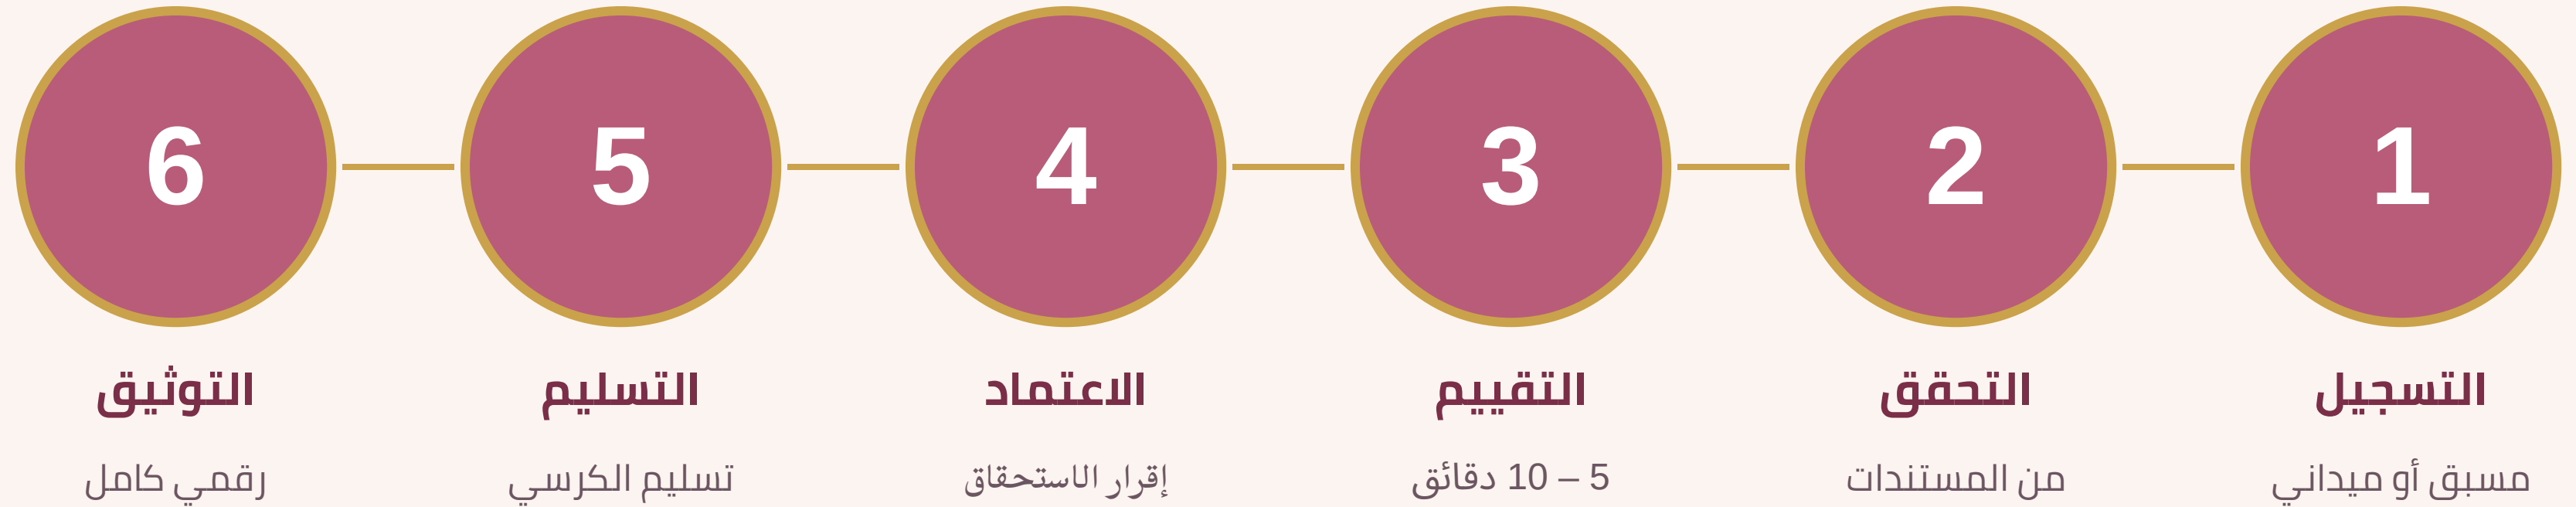 1
التسجيل
مسبق أو ميداني
2
التحقق
من المستندات
3
التقييم
5 – 10 دقائق
4
الاعتماد
إقرار الاستحقاق
5
التسليم
تسليم الكرسي
6
التوثيق
رقمي كامل